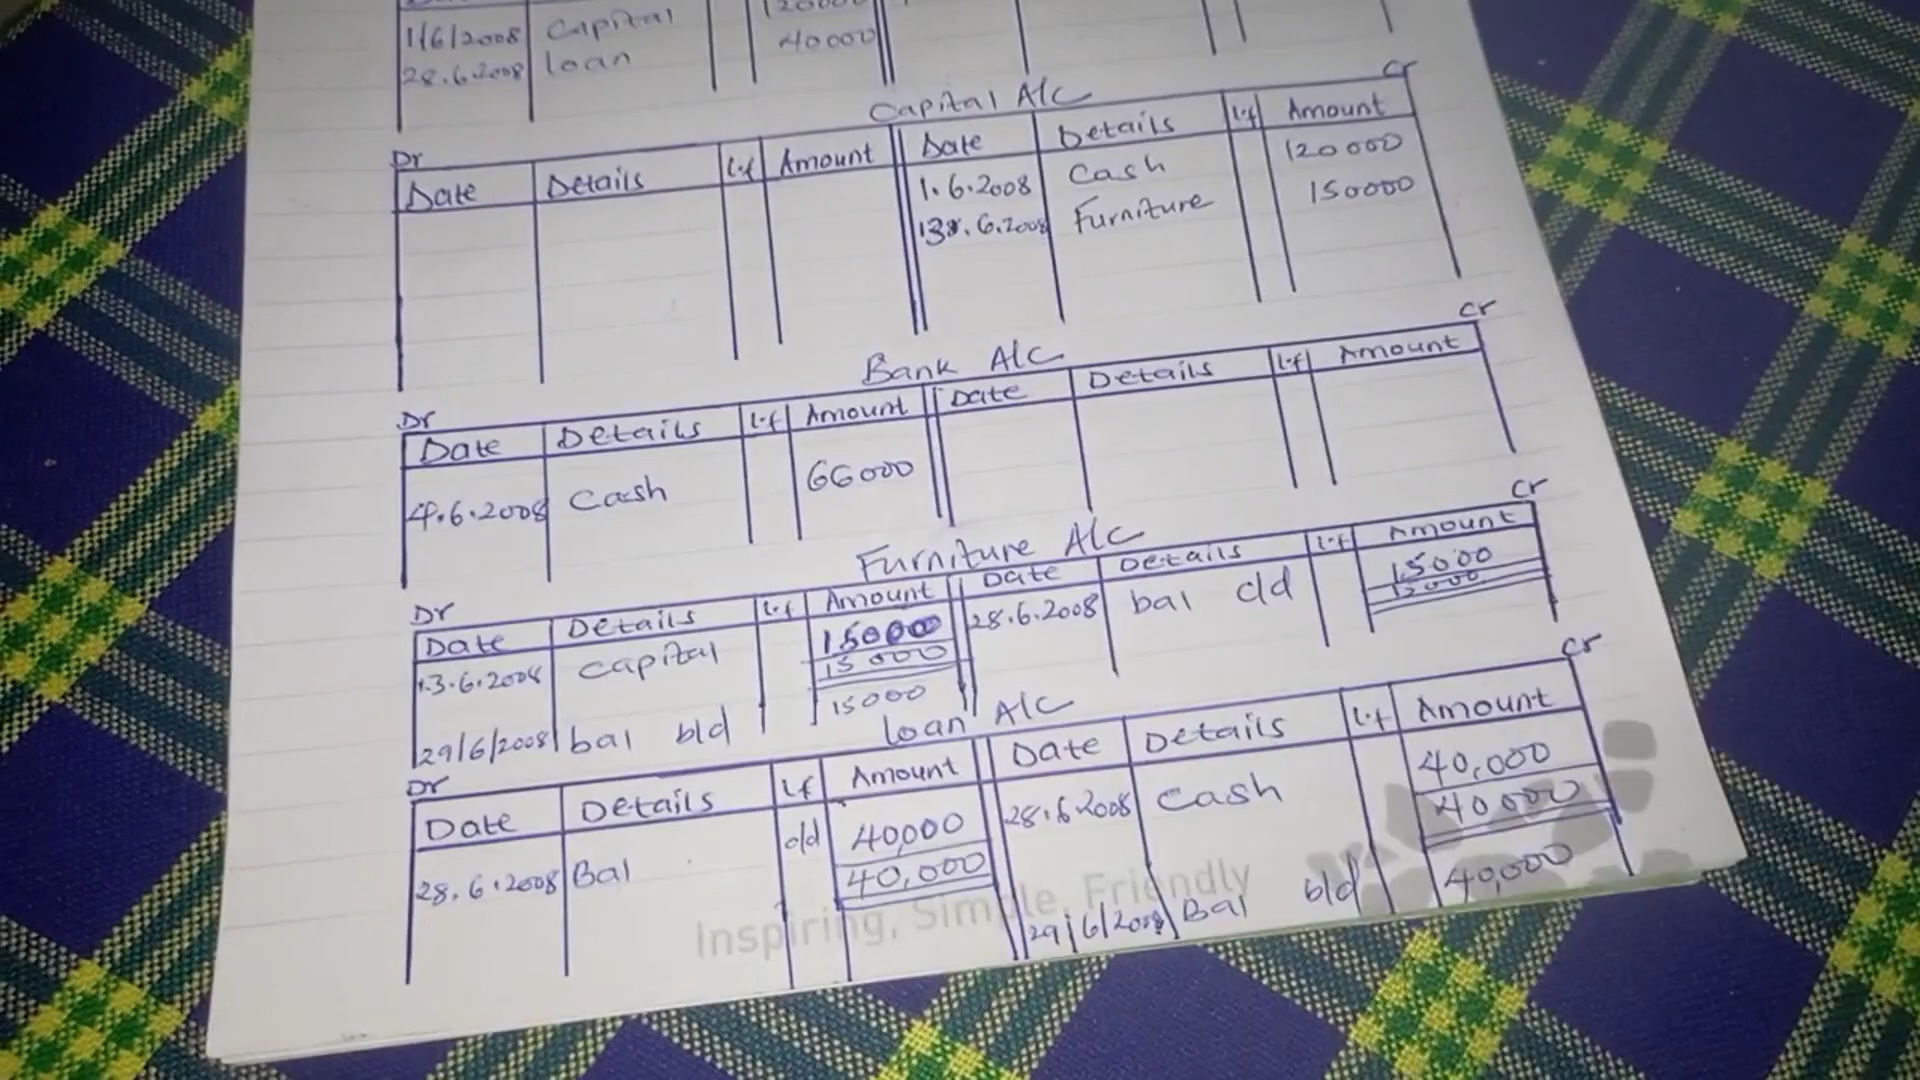 1/6/2008 Capital
28.6.2008 loan 40000
Capital A/C
Dr Cr
Date Details l.f Amount Date Details l.f Amount
1.6.2008 Cash 120000
.6.2008 Furniture 150000
Bank A/C
Dr Cr
Date Details l.f Amount Date Details l.f Amount
4.6.2008 Cash 66000
Furniture A/C
Dr Cr
Date Details l.f Amount Date Details l.f Amount
13.6.2008 Capital 15000 28.6.2008 bal c/d 15000
15000 15000
29/6/2008 bal b/d 15000
loan A/C
Dr Cr
Date Details l.f Amount Date Details l.f Amount
28.6.2008 Bal c/d 40,000 28.6.2008 Cash 40,000
40,000 40,000
29/6/2008 Bal b/d 40,000
Inspiring, Simple, Friendly